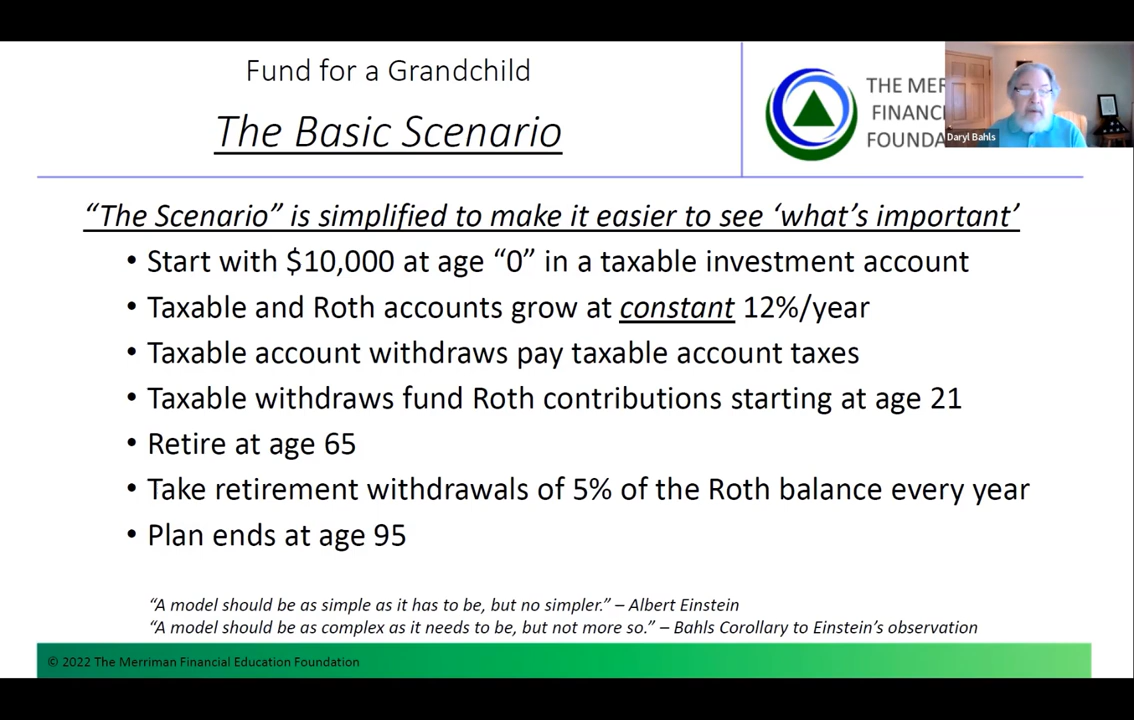 Fund for a Grandchild
The Basic Scenario
THE MER
FINANC
FOUNDA
Daryl Bahls
“The Scenario” is simplified to make it easier to see ‘what’s important’
• Start with $10,000 at age “0” in a taxable investment account
• Taxable and Roth accounts grow at constant 12%/year
• Taxable account withdraws pay taxable account taxes
• Taxable withdraws fund Roth contributions starting at age 21
• Retire at age 65
• Take retirement withdrawals of 5% of the Roth balance every year
• Plan ends at age 95
“A model should be as simple as it has to be, but no simpler.” – Albert Einstein
“A model should be as complex as it needs to be, but not more so.” – Bahls Corollary to Einstein’s observation
© 2022 The Merriman Financial Education Foundation